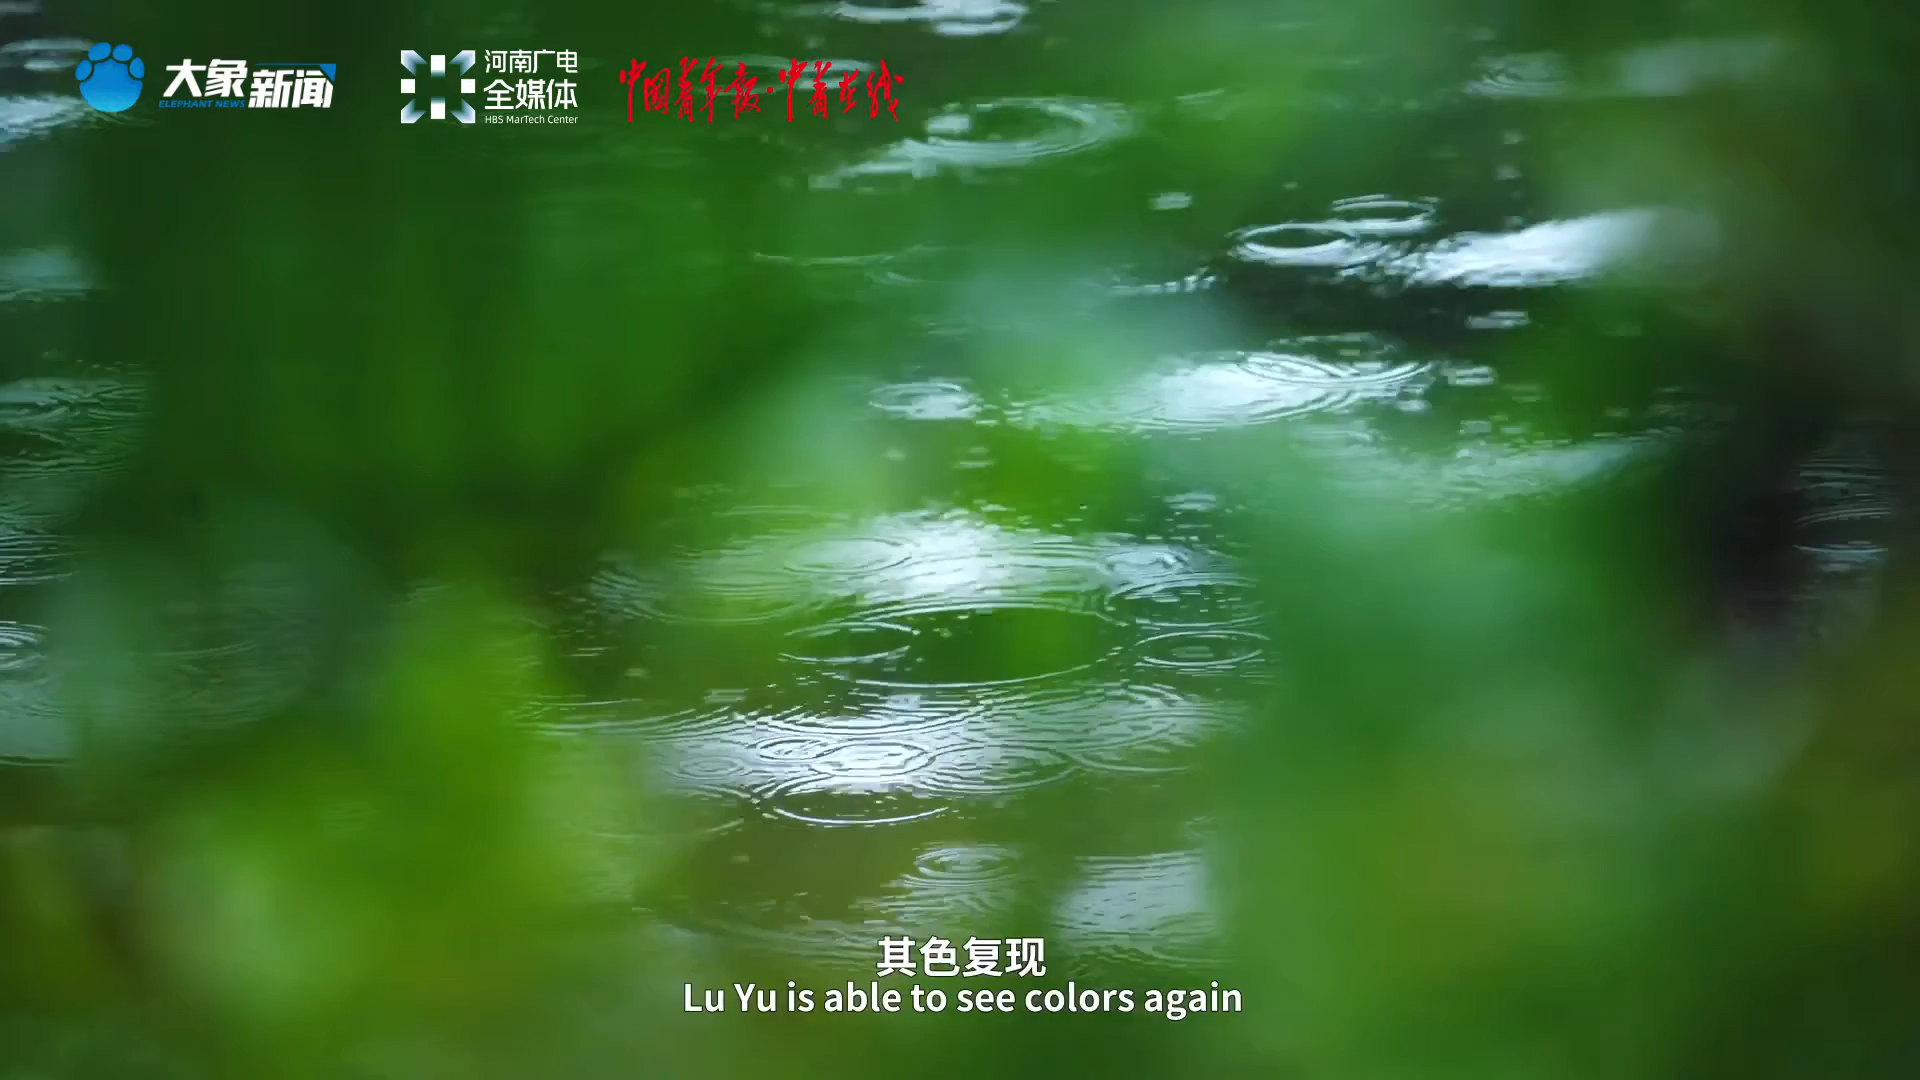 大象新闻
ELEPHANT NEWS
河南广电
全媒体
HBS MarTech Center
中国青年报·中青在线
其色复现
Lu Yu is able to see colors again